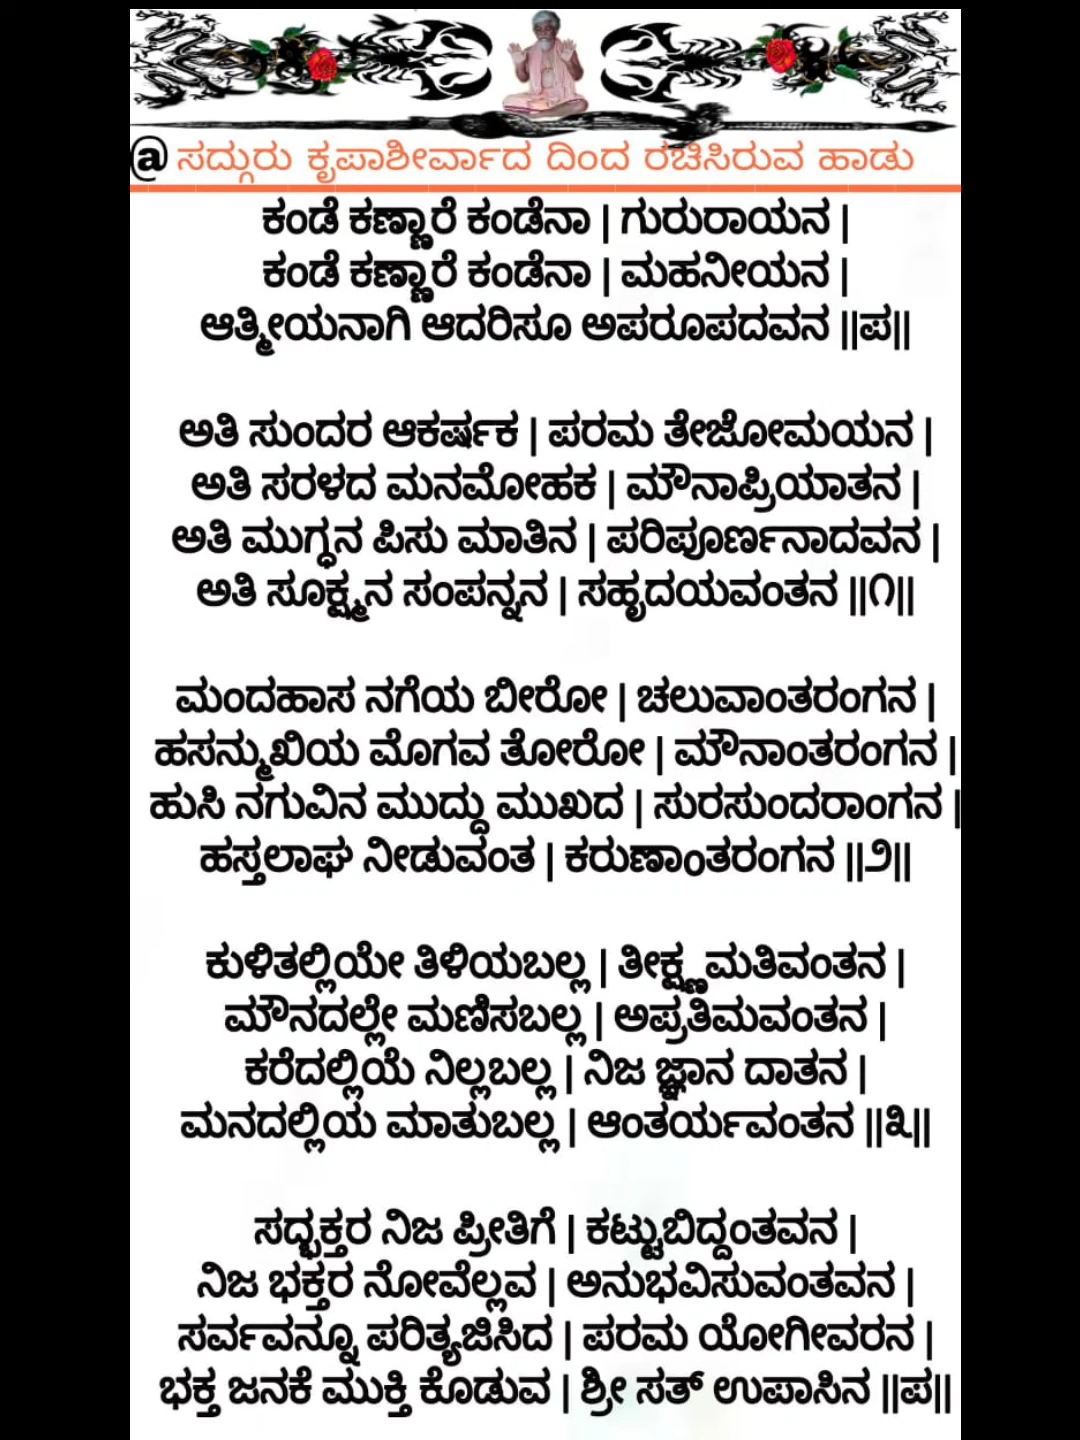 @ ಸದ್ಗುರು ಕೃಪಾಶೀರ್ವಾದ ದಿಂದ ರಚಿಸಿರುವ ಹಾಡು
ಕಂಡೆ ಕಣ್ಣಾರೆ ಕಂಡೆನಾ | ಗುರುರಾಯನ |
ಕಂಡೆ ಕಣ್ಣಾರೆ ಕಂಡೆನಾ | ಮಹನೀಯನ |
ಆತ್ಮೀಯನಾಗಿ ಆದರಿಸೂ ಅಪರೂಪದವನ ||ಪ||
ಅತಿ ಸುಂದರ ಆಕರ್ಷಕ | ಪರಮ ತೇಜೋಮಯನ |
ಅತಿ ಸರಳದ ಮನಮೋಹಕ | ಮೌನಾಪ್ರಿಯಾತನ |
ಅತಿ ಮುಗ್ಧನ ಪಿಸು ಮಾತಿನ | ಪರಿಪೂರ್ಣನಾದವನ |
ಅತಿ ಸೂಕ್ಷ್ಮನ ಸಂಪನ್ನನ | ಸಹೃದಯವಂತನ ||೧||
ಮಂದಹಾಸ ನಗೆಯ ಬೀರೋ | ಚಲುವಾಂತರಂಗನ |
ಹಸನ್ಮುಖಿಯ ಮೊಗವ ತೋರೋ | ಮೌನಾಂತರಂಗನ |
ಹುಸಿ ನಗುವಿನ ಮುದ್ದು ಮುಖದ | ಸುರಸುಂದರಾಂಗನ |
ಹಸ್ತಲಾಘ ನೀಡುವಂತ | ಕರುಣಾಂತರಂಗನ ||೨||
ಕುಳಿತಲ್ಲಿಯೇ ತಿಳಿಯಬಲ್ಲ | ತೀಕ್ಷ್ಣಮತಿವಂತನ |
ಮೌನದಲ್ಲೇ ಮಣಿಸಬಲ್ಲ | ಅಪ್ರತಿಮವಂತನ |
ಕರೆದಲ್ಲಿಯೆ ನಿಲ್ಲಬಲ್ಲ | ನಿಜ ಜ್ಞಾನ ದಾತನ |
ಮನದಲ್ಲಿಯ ಮಾತುಬಲ್ಲ | ಆಂತರ್ಯವಂತನ ||೩||
ಸದ್ಭಕ್ತರ ನಿಜ ಪ್ರೀತಿಗೆ | ಕಟ್ಟುಬಿದ್ದಂತವನ |
ನಿಜ ಭಕ್ತರ ನೋವೆಲ್ಲವ | ಅನುಭವಿಸುವಂತವನ |
ಸರ್ವವನ್ನೂ ಪರಿತ್ಯಜಿಸಿದ | ಪರಮ ಯೋಗೀವರನ |
ಭಕ್ತ ಜನಕೆ ಮುಕ್ತಿ ಕೊಡುವ | ಶ್ರೀ ಸತ್ ಉಪಾಸಿನ ||ಪ||